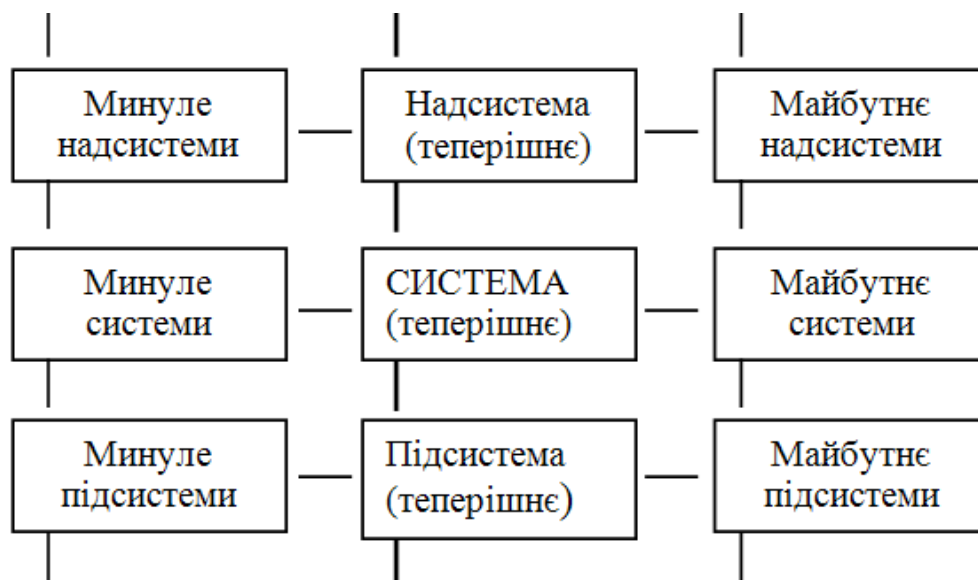 Минуле
надсистеми
Надсистема
(теперішнє)
Майбутнє
надсистеми
Минуле
системи
СИСТЕМА
(теперішнє)
Майбутнє
системи
Минуле
підсистеми
Підсистема
(теперішнє)
Майбутнє
підсистеми